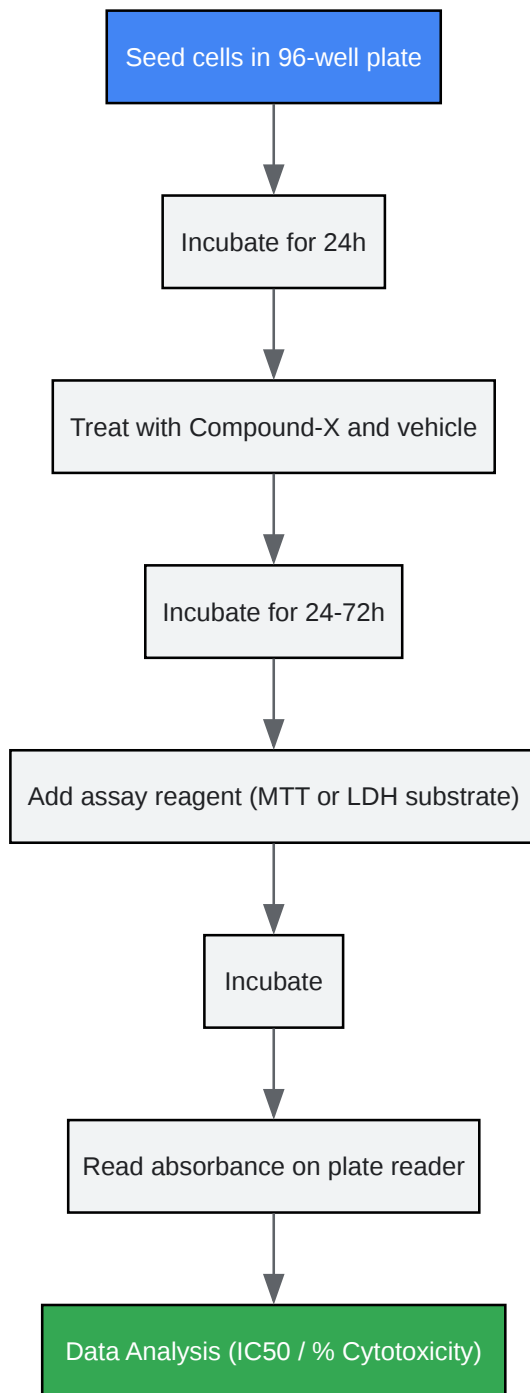 Seed cells in 96-well plate
Incubate for 24h
Treat with Compound-X and vehicle
Incubate for 24-72h
Add assay reagent (MTT or LDH substrate)
Incubate
Read absorbance on plate reader
Data Analysis (IC50 / % Cytotoxicity)